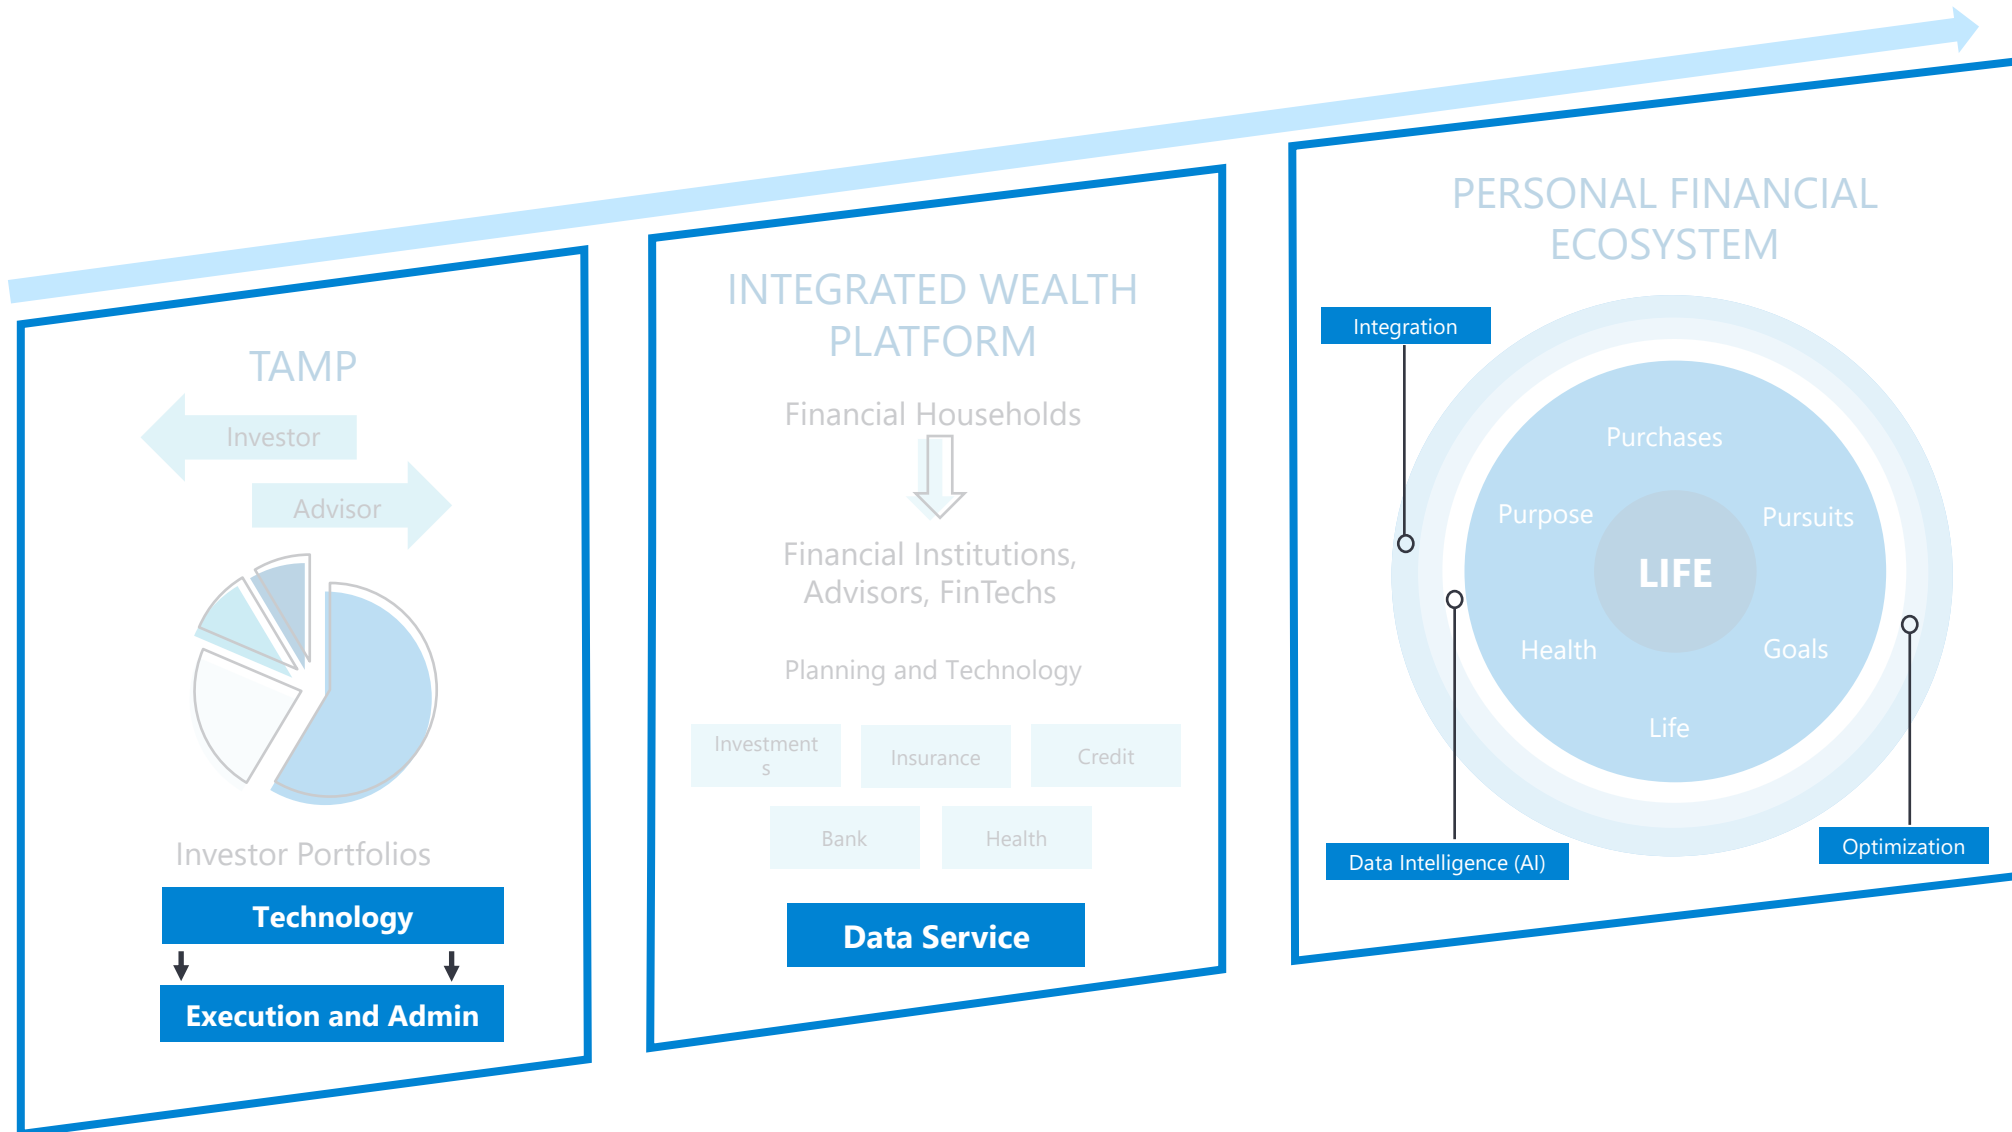 TAMP
Investor
Advisor
Investor Portfolios
Technology
Execution and Admin
INTEGRATED WEALTH
PLATFORM
Financial Households
Financial Institutions,
Advisors, FinTechs
Planning and Technology
Investment
s
Insurance
Credit
Bank
Health
Data Service
PERSONAL FINANCIAL
ECOSYSTEM
Integration
Purchases
Purpose
Pursuits
LIFE
Health
Goals
Life
Data Intelligence (AI)
Optimization